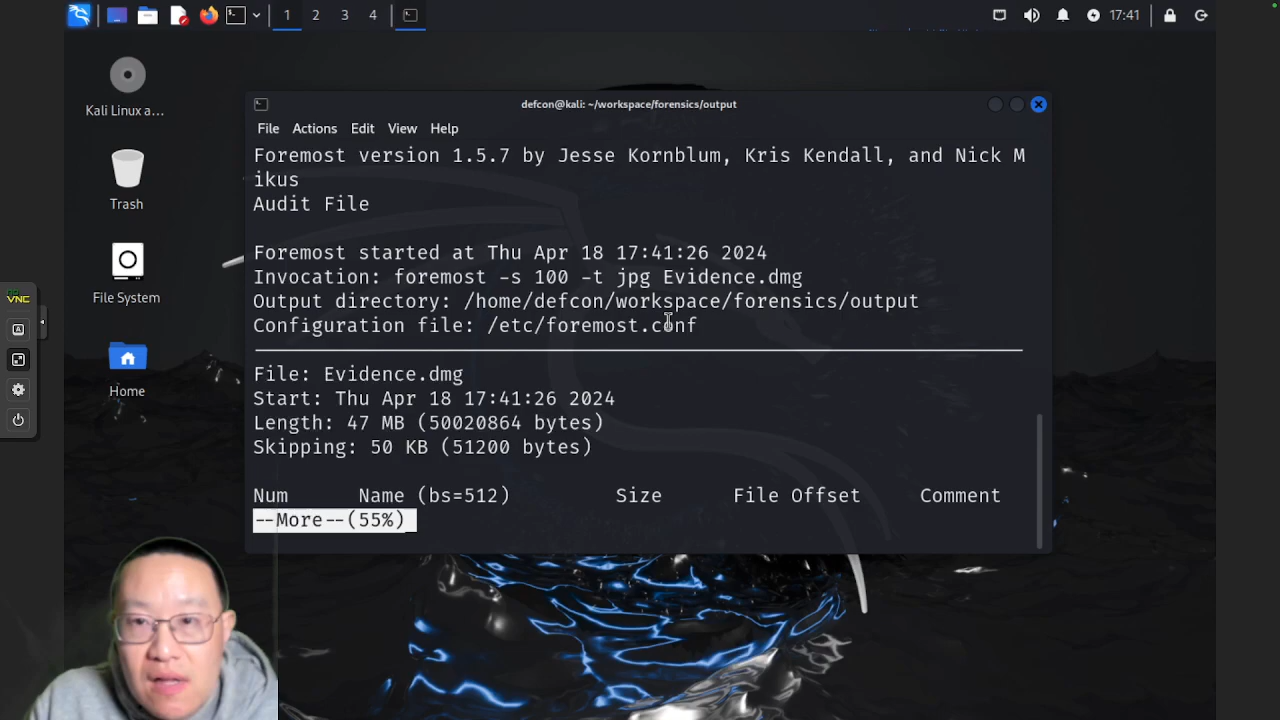 1
2
3
4
17:41
Kali Linux a...
Trash
File System
Home
no
VNC
A
defcon@kali: ~/workspace/forensics/output
File Actions Edit View Help
Foremost version 1.5.7 by Jesse Kornblum, Kris Kendall, and Nick M
ikus
Audit File
Foremost started at Thu Apr 18 17:41:26 2024
Invocation: foremost -s 100 -t jpg Evidence.dmg
Output directory: /home/defcon/workspace/forensics/output
Configuration file: /etc/foremost.conf
File: Evidence.dmg
Start: Thu Apr 18 17:41:26 2024
Length: 47 MB (50020864 bytes)
Skipping: 50 KB (51200 bytes)
Num Name (bs=512) Size File Offset Comment
--More--(55%)